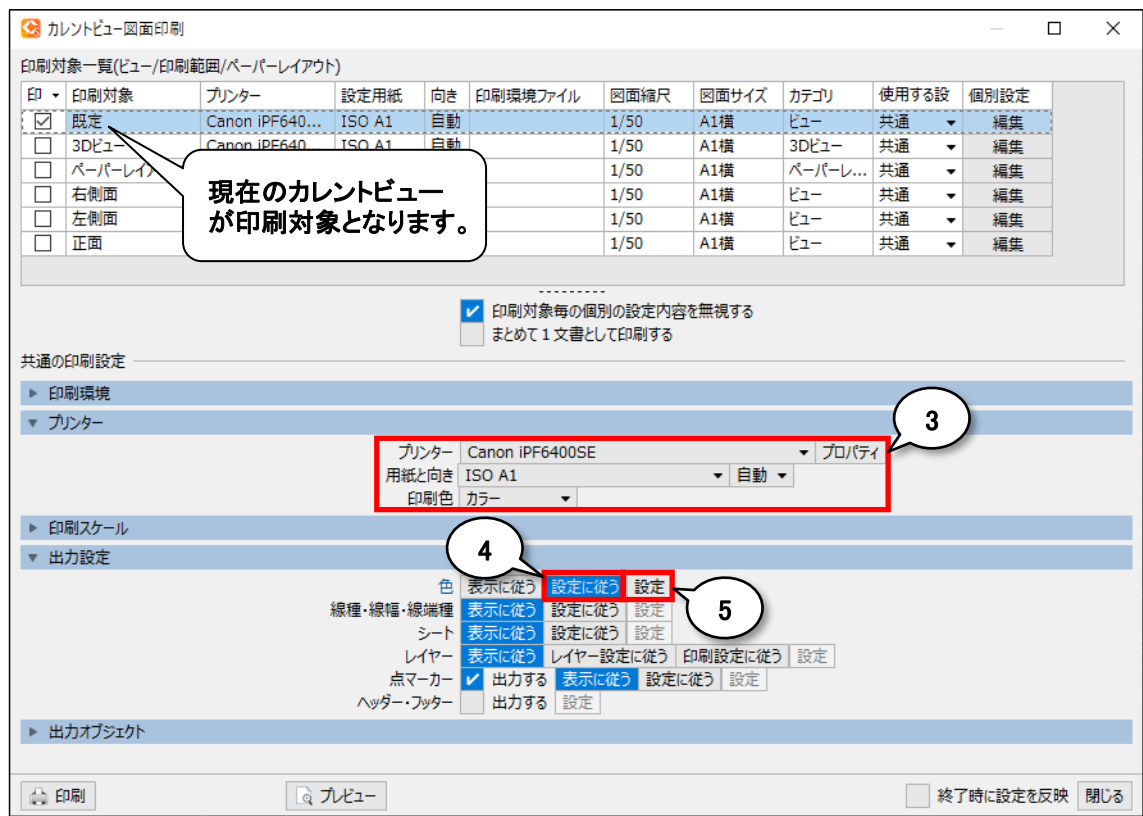 カレントビュー図面印刷
印刷対象一覧(ビュー/印刷範囲/ペーパーレイアウト)
印 印刷対象 プリンター 設定用紙 向き 印刷環境ファイル 図面縮尺 図面サイズ カテゴリ 使用する設 個別設定
既定 Canon iPF640... ISO A1 自動 1/50 A1横 ビュー 共通 編集
3Dビュー Canon iPF640... ISO A1 自動 1/50 A1横 3Dビュー 共通 編集
ペーパーレイア 1/50 A1横 ペーパーレ... 共通 編集
右側面 1/50 A1横 ビュー 共通 編集
左側面 1/50 A1横 ビュー 共通 編集
正面 1/50 A1横 ビュー 共通 編集
現在のカレントビュー
が印刷対象となります。
印刷対象毎の個別の設定内容を無視する
まとめて1文書として印刷する
共通の印刷設定
印刷環境
プリンター
3
プリンター Canon iPF6400SE プロパティ
用紙と向き ISO A1 自動
印刷色 カラー
印刷スケール
出力設定
4
色 表示に従う 設定に従う 設定
5
線種・線幅・線端種 表示に従う 設定に従う 設定
シート 表示に従う 設定に従う 設定
レイヤー 表示に従う レイヤー設定に従う 印刷設定に従う 設定
点マーカー 出力する 表示に従う 設定に従う 設定
ヘッダー・フッター 出力する 設定
出力オブジェクト
印刷 プレビュー 終了時に設定を反映 閉じる